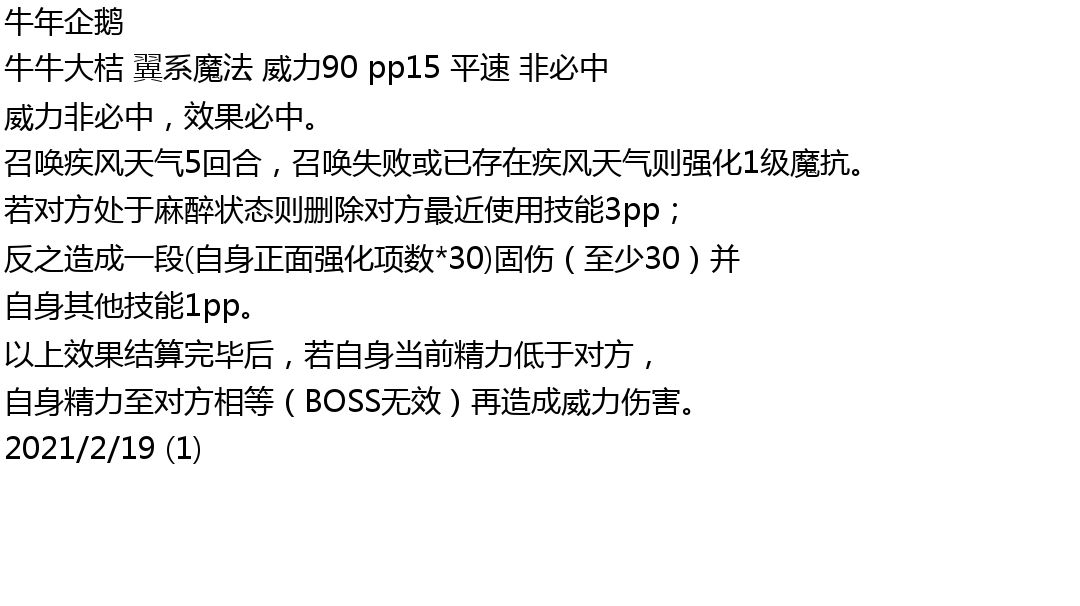 牛年企鹅
牛牛大桔 翼系魔法 威力90 pp15 平速 非必中
威力非必中，效果必中。
召唤疾风天气5回合，召唤失败或已存在疾风天气则强化1级魔抗。
若对方处于麻醉状态则删除对方最近使用技能3pp；
反之造成一段(自身正面强化项数*30)固伤（至少30）并
自身其他技能1pp。
以上效果结算完毕后，若自身当前精力低于对方，
自身精力至对方相等（BOSS无效）再造成威力伤害。
2021/2/19 (1)